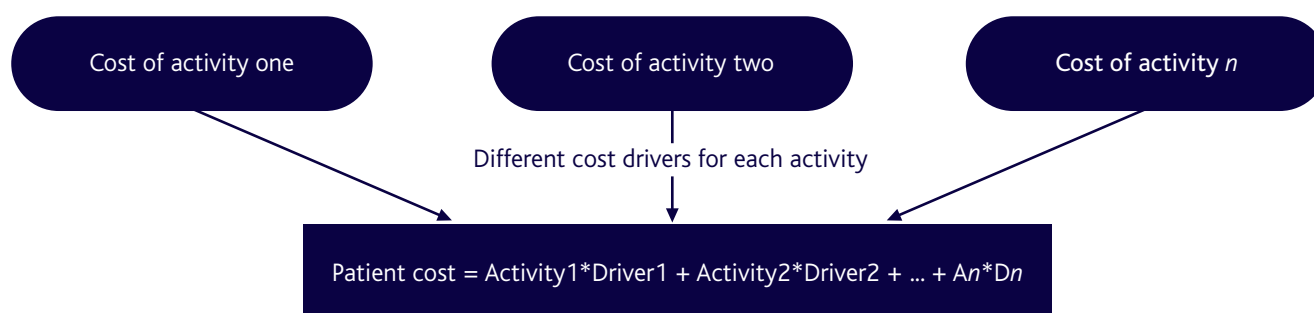 Cost of activity one
Cost of activity two
Cost of activity n
Different cost drivers for each activity
Patient cost = Activity1*Driver1 + Activity2*Driver2 + ... + An*Dn